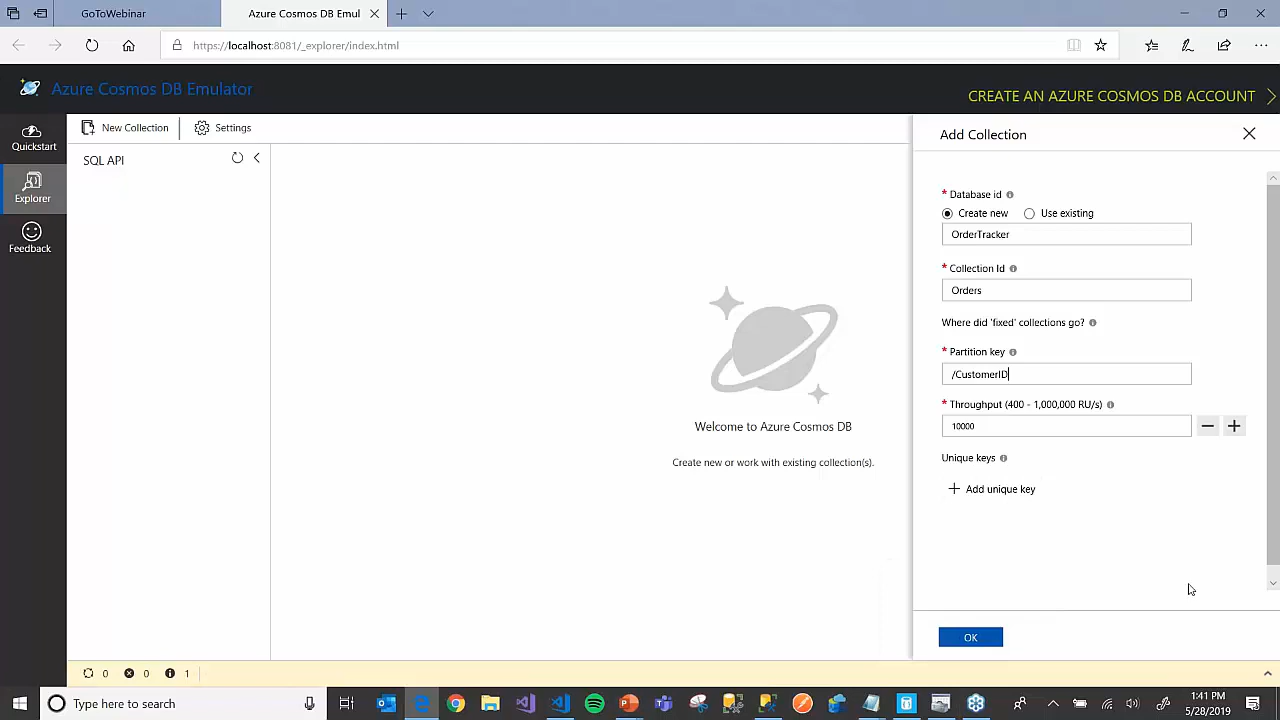 GoToWebinar
Azure Cosmos DB Emul
https://localhost:8081/_explorer/index.html
Azure Cosmos DB Emulator
CREATE AN AZURE COSMOS DB ACCOUNT
Quickstart
Explorer
Feedback
New Collection
Settings
SQL API
Welcome to Azure Cosmos DB
Create new or work with existing collection(s).
Add Collection
* Database id
Create new
Use existing
OrderTracker
* Collection Id
Orders
Where did 'fixed' collections go?
* Partition key
/CustomerID
* Throughput (400 - 1,000,000 RU/s)
10000
Unique keys
Add unique key
OK
0
0
1
Type here to search
1:41 PM
5/28/2019